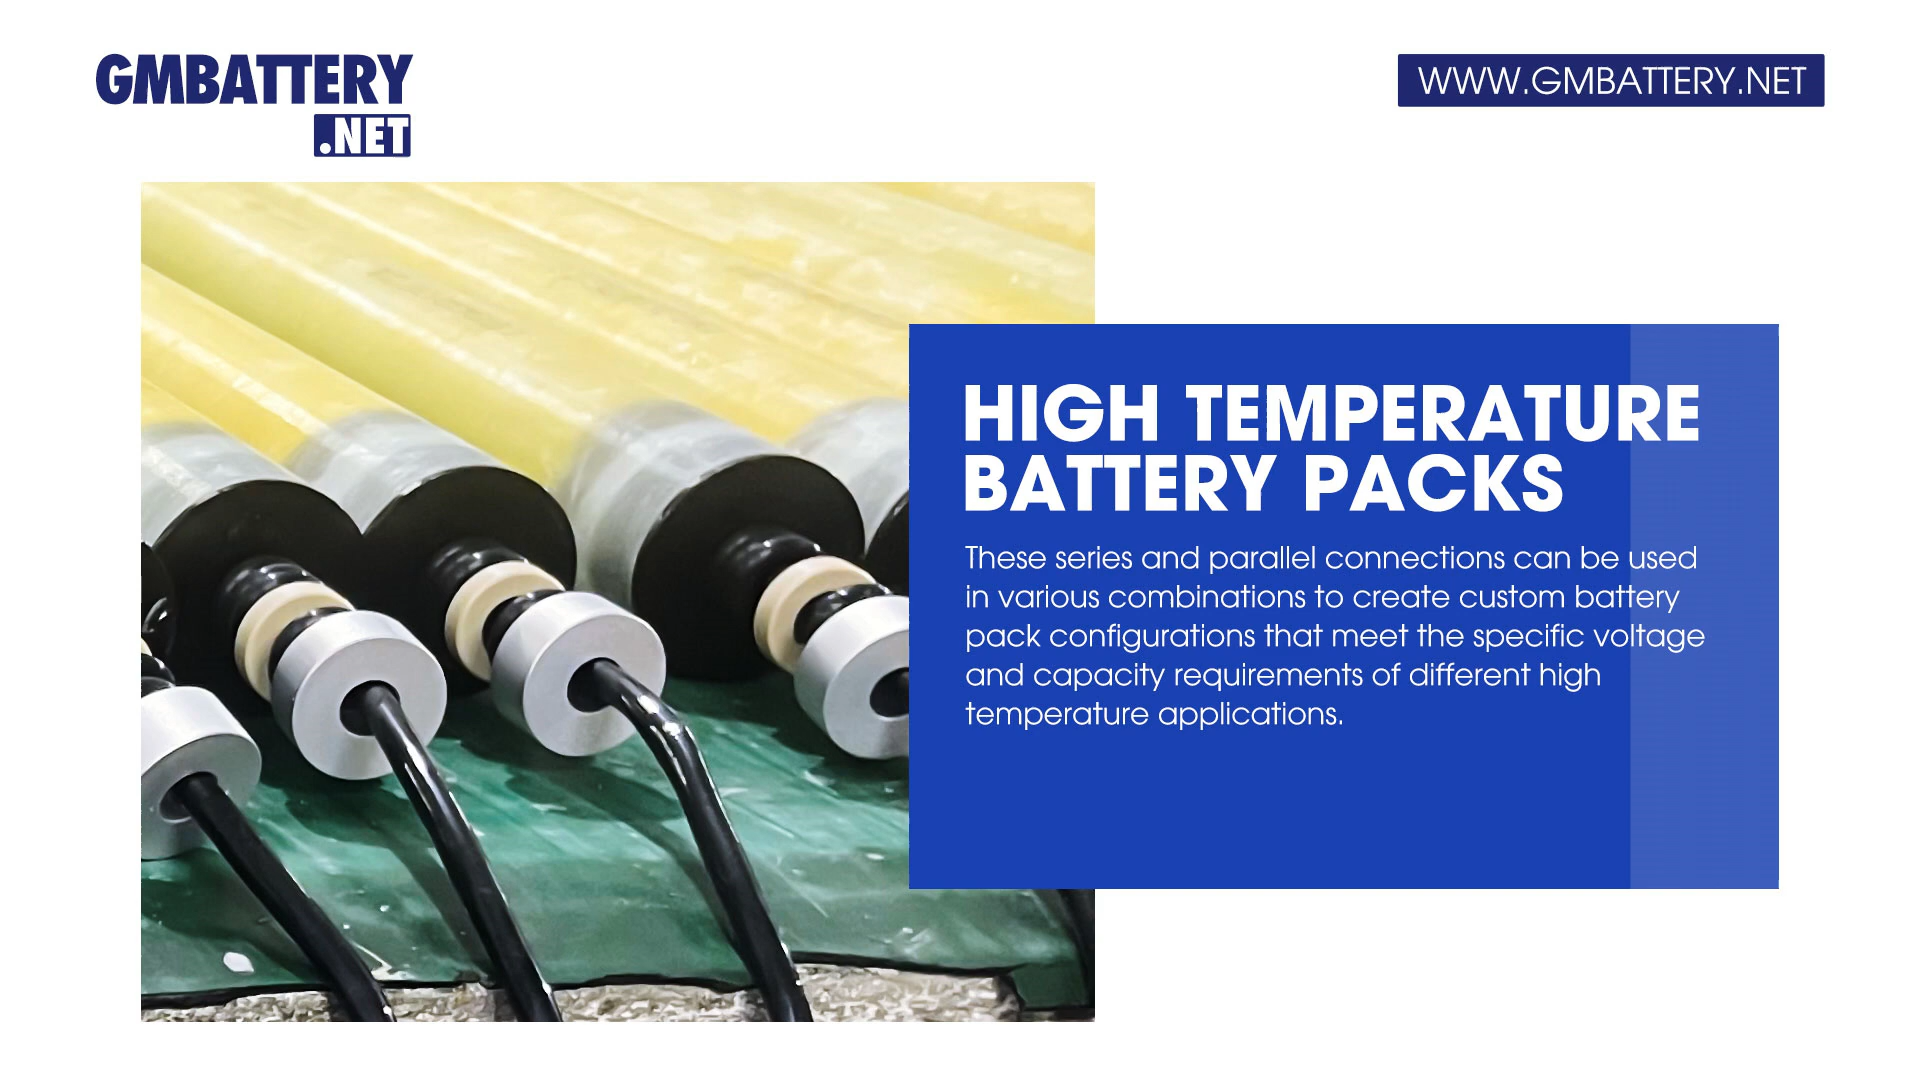 GMBATTERY
.NET
WWW.GMBATTERY.NET
HIGH TEMPERATURE
BATTERY PACKS
These series and parallel connections can be used
in various combinations to create custom battery
pack configurations that meet the specific voltage
and capacity requirements of different high
temperature applications.